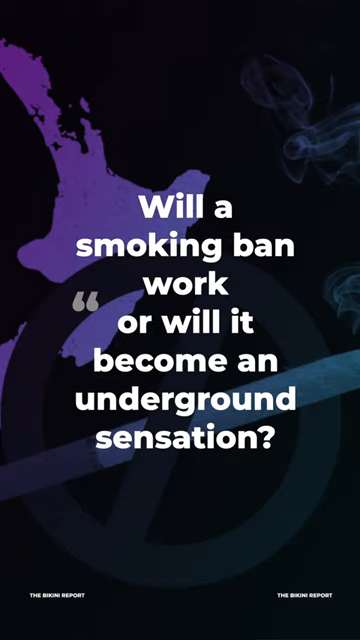 Will a
smoking ban
work
“ or will it
become an
underground
sensation?
THE BIKINI REPORT
THE BIKINI REPORT